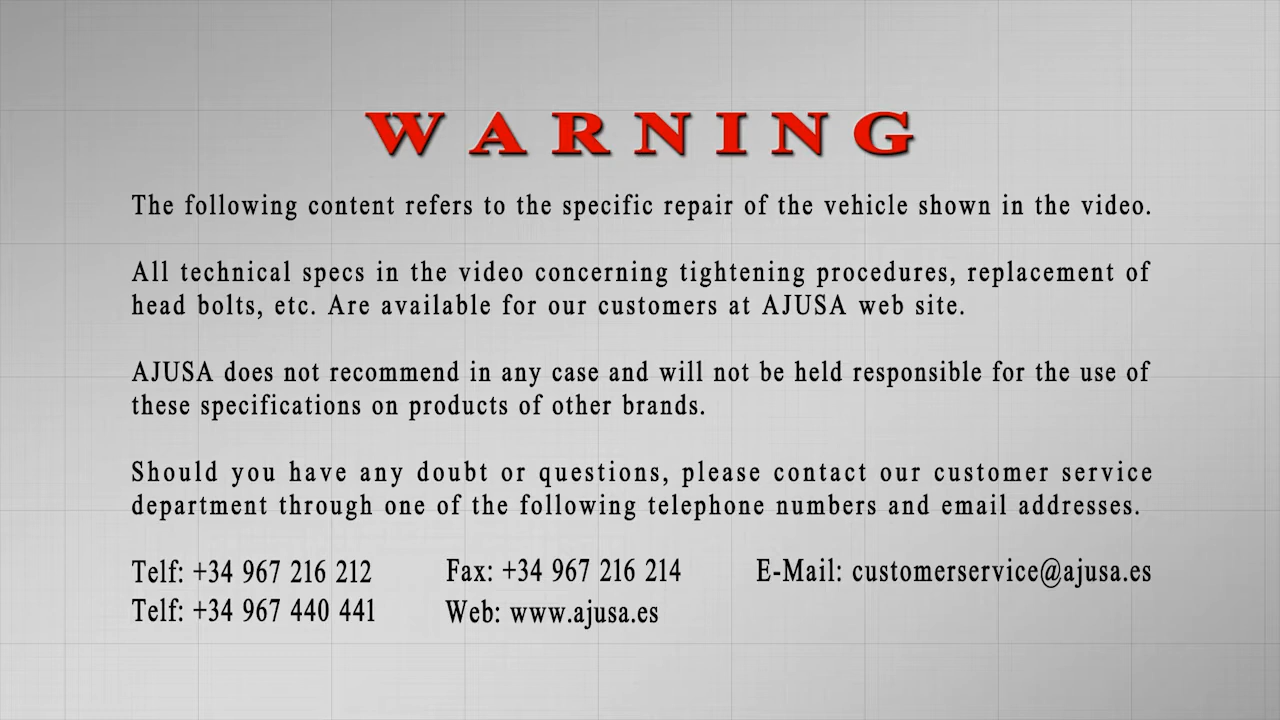 WARNING
The following content refers to the specific repair of the vehicle shown in the video.
All technical specs in the video concerning tightening procedures, replacement of
head bolts, etc. Are available for our customers at AJUSA web site.
AJUSA does not recommend in any case and will not be held responsible for the use of
these specifications on products of other brands.
Should you have any doubt or questions, please contact our customer service
department through one of the following telephone numbers and email addresses.
Telf: +34 967 216 212 Fax: +34 967 216 214 E-Mail: customerservice@ajusa.es
Telf: +34 967 440 441 Web: www.ajusa.es